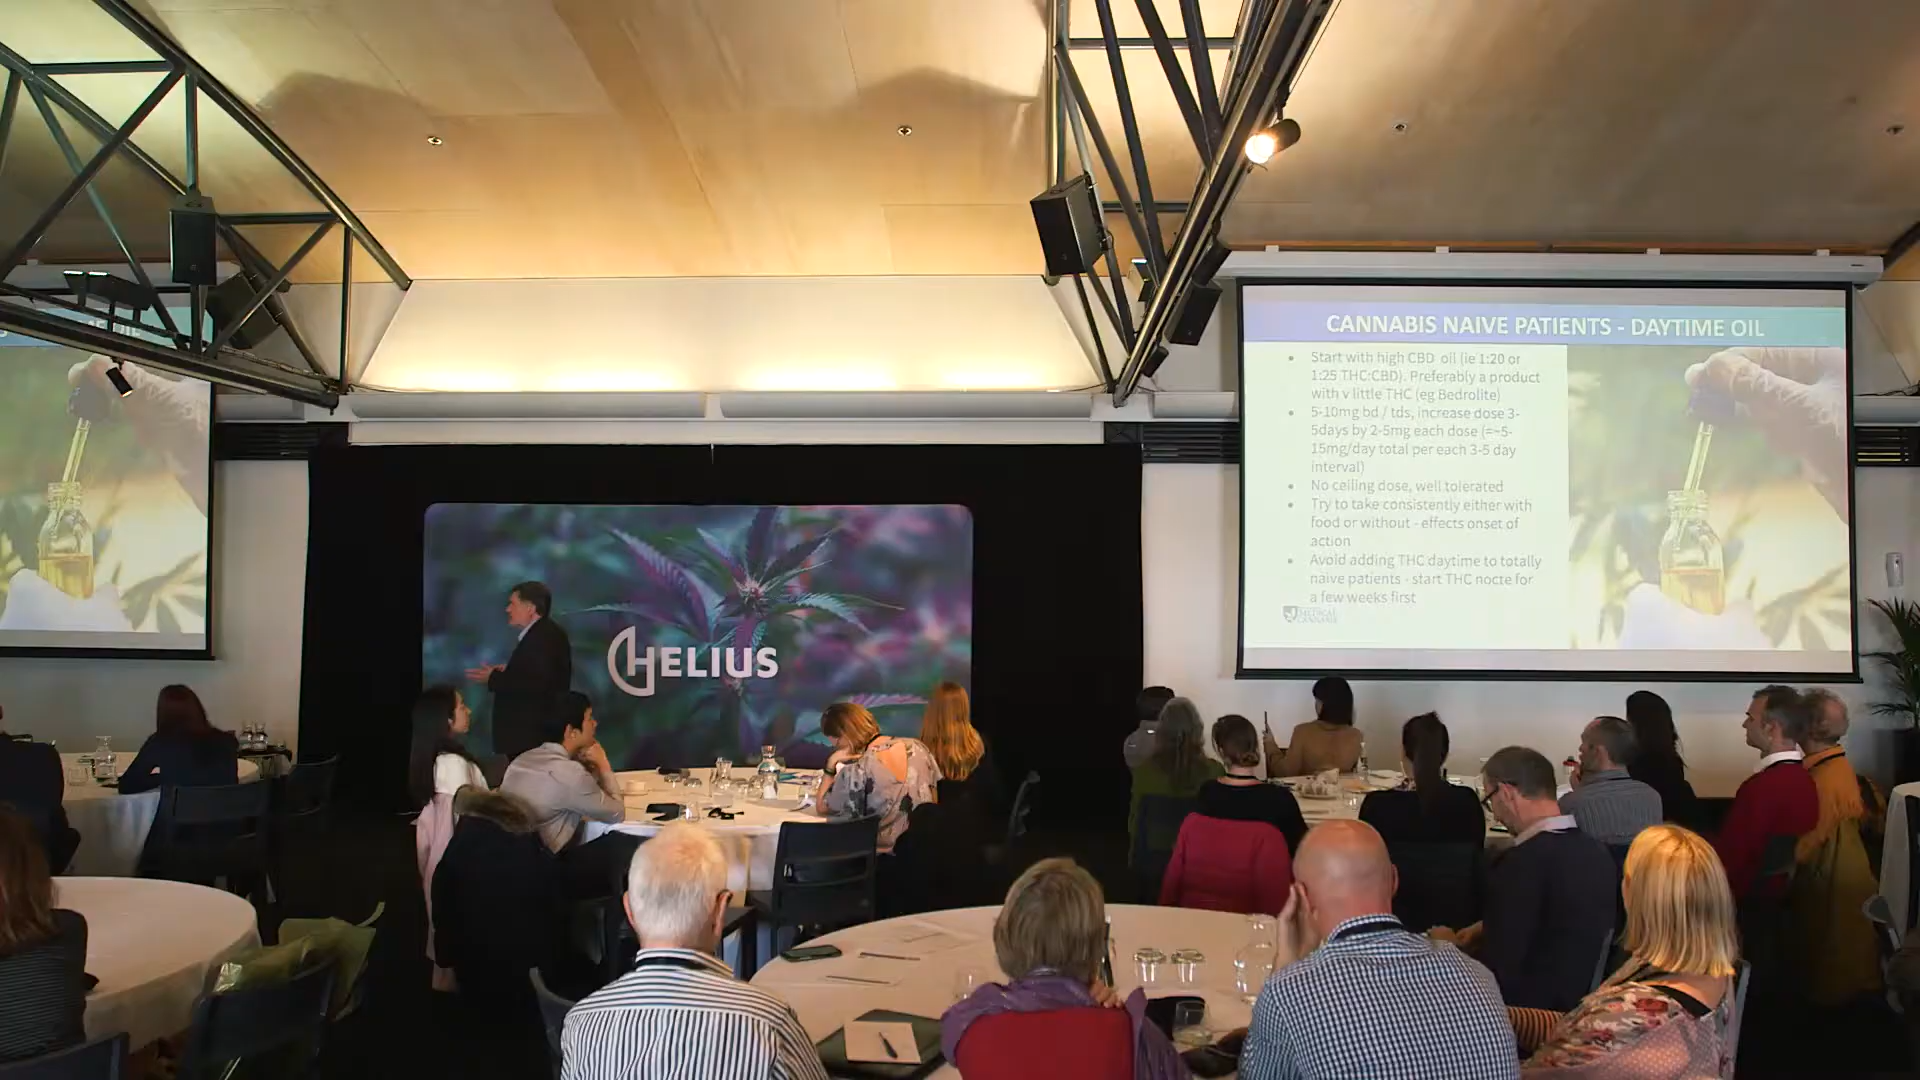 CANNABIS NAIVE PATIENTS - DAYTIME OIL
• Start with high CBD oil (ie 1:20 or
1:25 THC:CBD). Preferably a product
with v little THC (eg Bedrolite)
• 5-10mg bd / tds, increase dose 3-
5days by 2-5mg each dose (=~5-
15mg/day total per each 3-5 day
interval)
• No ceiling dose, well tolerated
• Try to take consistently either with
food or without - effects onset of
action
• Avoid adding THC daytime to totally
naive patients - start THC nocte for
a few weeks first
MEDICAL
CANNABIS
HELIUS